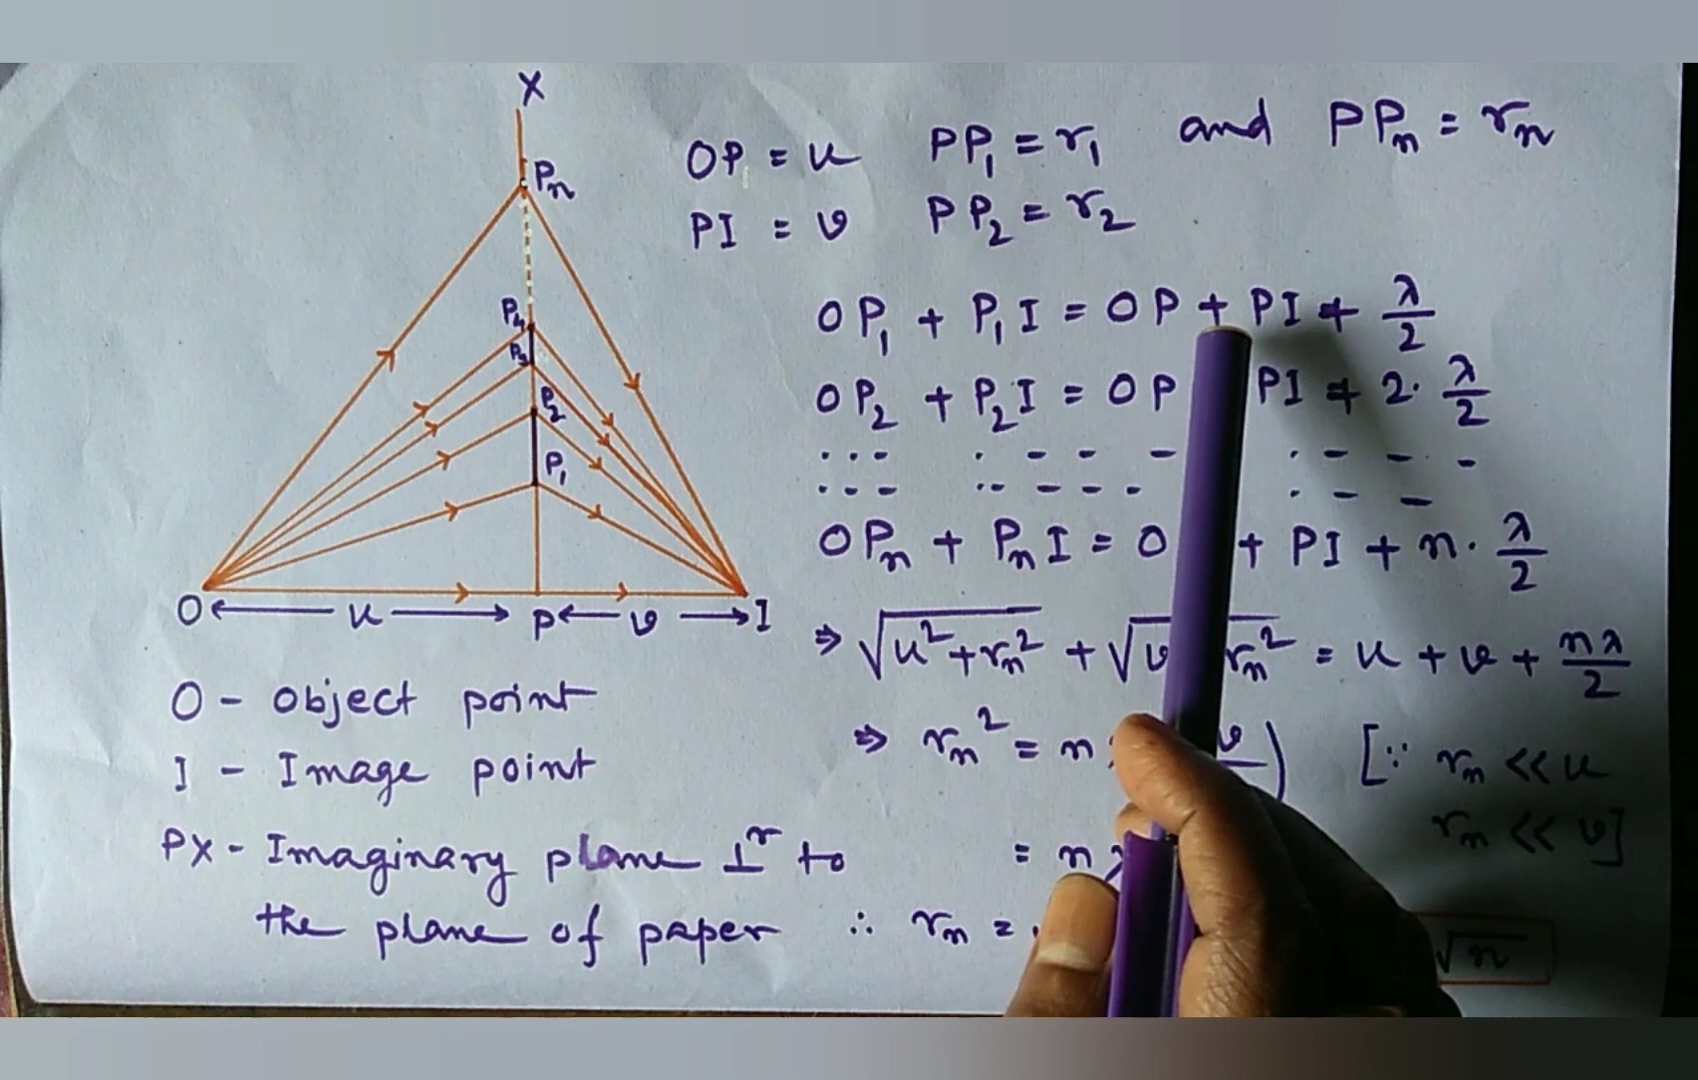 X
Pn
P4
P3
P2
P1
O u P v I
OP = u PP1 = r1 and PPn = rn
PI = v PP2 = r2
OP1 + P1I = OP + PI + λ/2
OP2 + P2I = OP PI + 2· λ/2
OPn + PnI = O + PI + n· λ/2
⇒ √u²+rn² + √v rn² = u + v + nλ/2
⇒ rn² = n v ) [∵ rn << u
rn << v]
= n λ
∴ rn = √n
O - object point
I - Image point
PX - Imaginary plane ⊥r to
the plane of paper